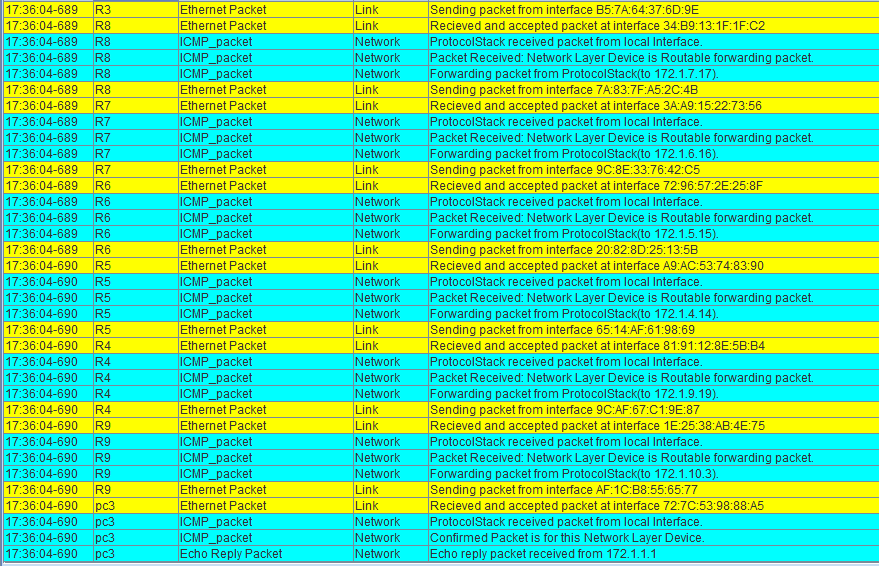 17:36:04-689 R3 Ethernet Packet Link Sending packet from interface B5:7A:64:37:6D:9E
17:36:04-689 R8 Ethernet Packet Link Recieved and accepted packet at interface 34:B9:13:1F:1F:C2
17:36:04-689 R8 ICMP_packet Network ProtocolStack received packet from local Interface.
17:36:04-689 R8 ICMP_packet Network Packet Received: Network Layer Device is Routable forwarding packet.
17:36:04-689 R8 ICMP_packet Network Forwarding packet from ProtocolStack(to 172.1.7.17).
17:36:04-689 R8 Ethernet Packet Link Sending packet from interface 7A:83:7F:A5:2C:4B
17:36:04-689 R7 Ethernet Packet Link Recieved and accepted packet at interface 3A:A9:15:22:73:56
17:36:04-689 R7 ICMP_packet Network ProtocolStack received packet from local Interface.
17:36:04-689 R7 ICMP_packet Network Packet Received: Network Layer Device is Routable forwarding packet.
17:36:04-689 R7 ICMP_packet Network Forwarding packet from ProtocolStack(to 172.1.6.16).
17:36:04-689 R7 Ethernet Packet Link Sending packet from interface 9C:8E:33:76:42:C5
17:36:04-689 R6 Ethernet Packet Link Recieved and accepted packet at interface 72:96:57:2E:25:8F
17:36:04-689 R6 ICMP_packet Network ProtocolStack received packet from local Interface.
17:36:04-689 R6 ICMP_packet Network Packet Received: Network Layer Device is Routable forwarding packet.
17:36:04-689 R6 ICMP_packet Network Forwarding packet from ProtocolStack(to 172.1.5.15).
17:36:04-689 R6 Ethernet Packet Link Sending packet from interface 20:82:8D:25:13:5B
17:36:04-690 R5 Ethernet Packet Link Recieved and accepted packet at interface A9:AC:53:74:83:90
17:36:04-690 R5 ICMP_packet Network ProtocolStack received packet from local Interface.
17:36:04-690 R5 ICMP_packet Network Packet Received: Network Layer Device is Routable forwarding packet.
17:36:04-690 R5 ICMP_packet Network Forwarding packet from ProtocolStack(to 172.1.4.14).
17:36:04-690 R5 Ethernet Packet Link Sending packet from interface 65:14:AF:61:98:69
17:36:04-690 R4 Ethernet Packet Link Recieved and accepted packet at interface 81:91:12:8E:5B:B4
17:36:04-690 R4 ICMP_packet Network ProtocolStack received packet from local Interface.
17:36:04-690 R4 ICMP_packet Network Packet Received: Network Layer Device is Routable forwarding packet.
17:36:04-690 R4 ICMP_packet Network Forwarding packet from ProtocolStack(to 172.1.9.19).
17:36:04-690 R4 Ethernet Packet Link Sending packet from interface 9C:AF:67:C1:9E:87
17:36:04-690 R9 Ethernet Packet Link Recieved and accepted packet at interface 1E:25:38:AB:4E:75
17:36:04-690 R9 ICMP_packet Network ProtocolStack received packet from local Interface.
17:36:04-690 R9 ICMP_packet Network Packet Received: Network Layer Device is Routable forwarding packet.
17:36:04-690 R9 ICMP_packet Network Forwarding packet from ProtocolStack(to 172.1.10.3).
17:36:04-690 R9 Ethernet Packet Link Sending packet from interface AF:1C:B8:55:65:77
17:36:04-690 pc3 Ethernet Packet Link Recieved and accepted packet at interface 72:7C:53:98:88:A5
17:36:04-690 pc3 ICMP_packet Network ProtocolStack received packet from local Interface.
17:36:04-690 pc3 ICMP_packet Network Confirmed Packet is for this Network Layer Device.
17:36:04-690 pc3 Echo Reply Packet Network Echo reply packet received from 172.1.1.1